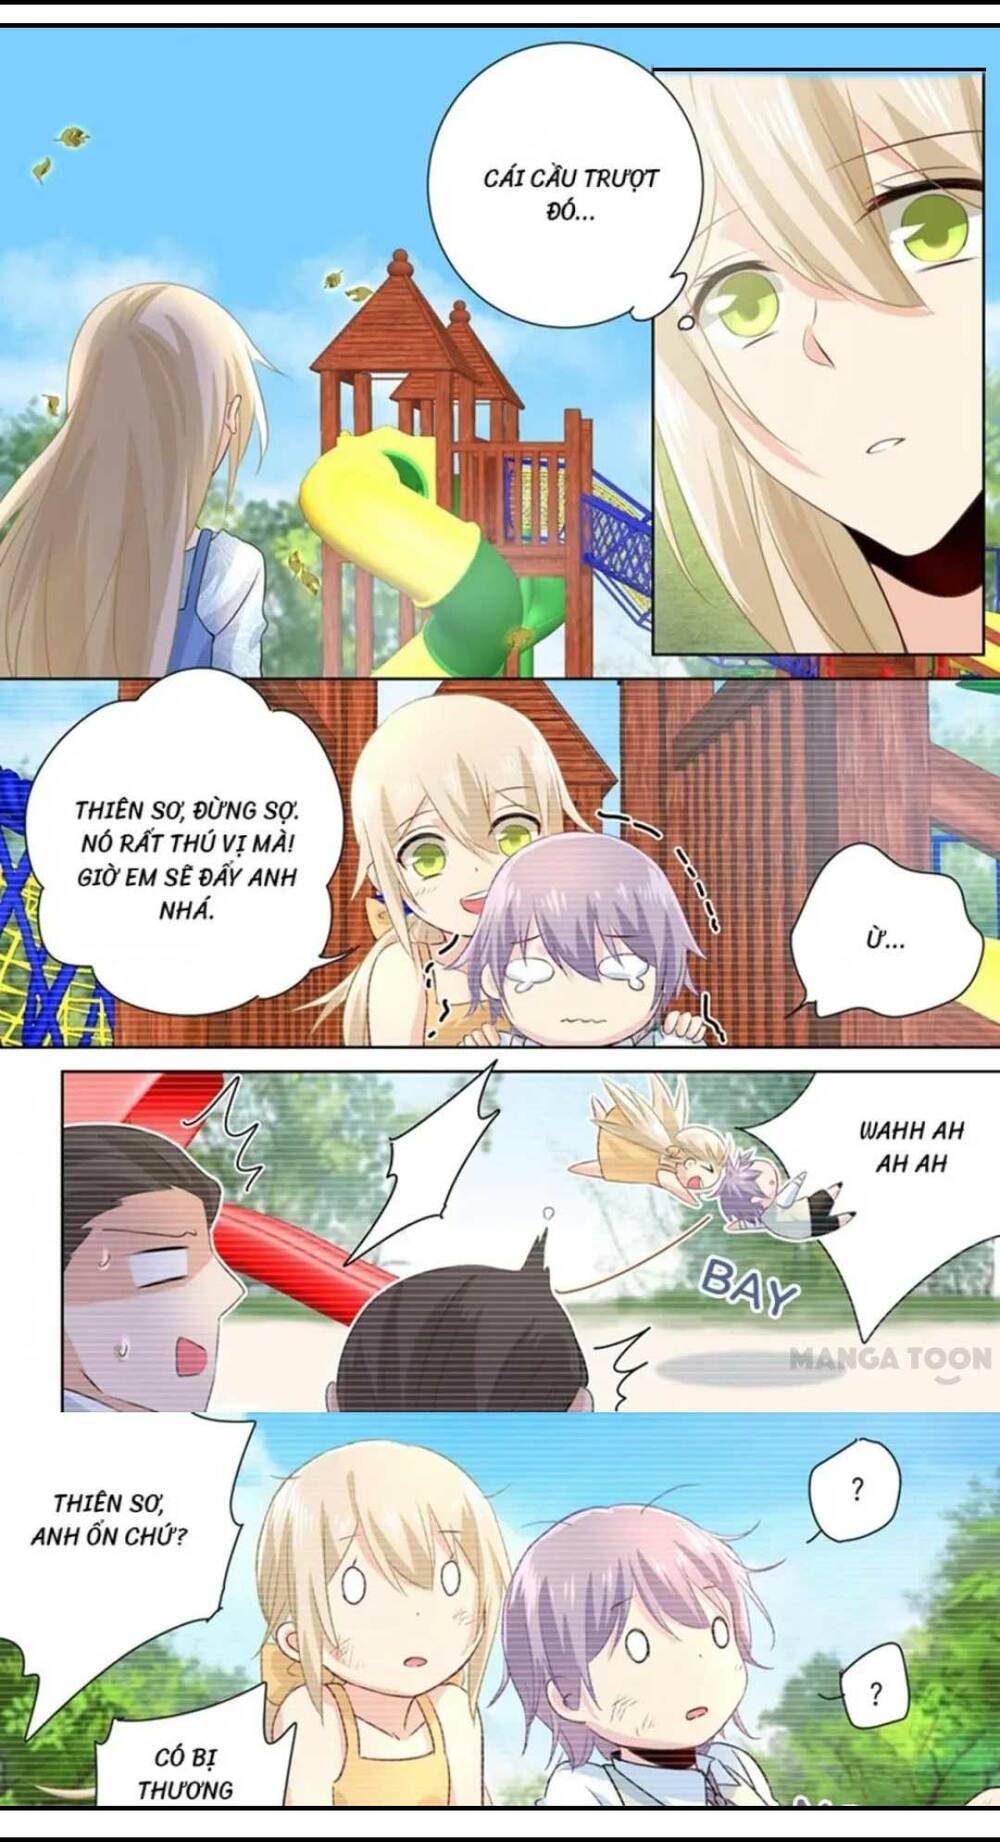 CÁI CẦU TRƯỢT
ĐÓ...
THIÊN SƠ, ĐỪNG SỢ.
NÓ RẤT THÚ VỊ MÀ!
GIỜ EM SẼ ĐẨY ANH
NHÁ.
Ừ...
WAHH AH
AH AH
BAY
MANGA TOON
THIÊN SƠ,
ANH ỔN CHỨ?
?
?
CÓ BỊ
THƯƠNG